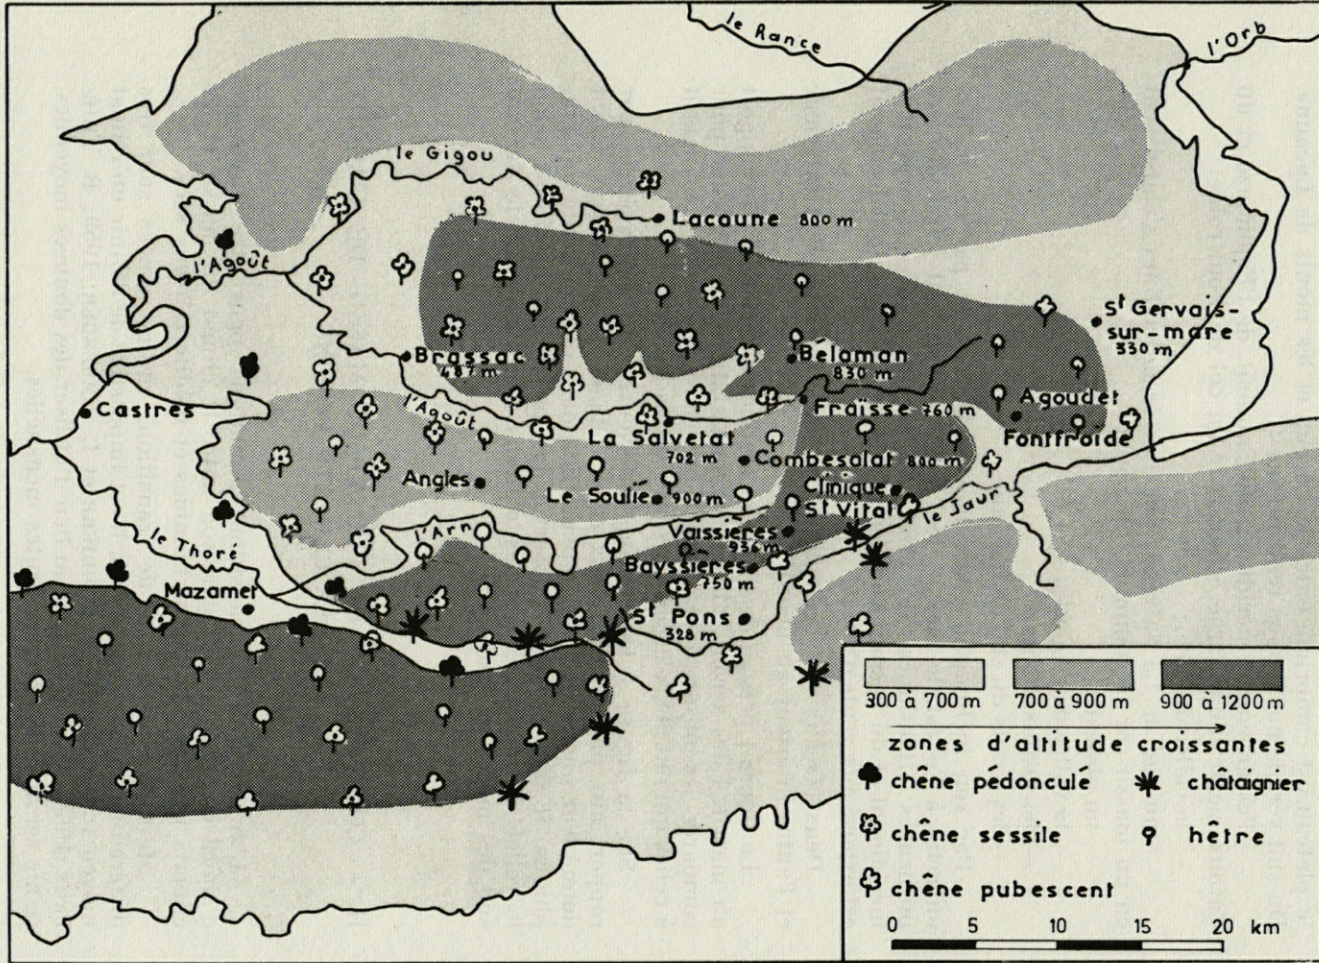 le Rance
l'Orb
le Gigou
Lacaune 800 m
l'Agoût
St Gervais-
sur-mare
330 m
Brassac
487 m
Bélaman
830 m
Castres
l'Agoût
Fraïsse 760 m
Agoudet
La Salvetat
702 m
Fontfroide
Combesalat 800 m
Angles
Le Soulié 900 m
Clinique
St Vital
le Jaur
l'Arn
Vaissières
936 m
le Thoré
Bayssières
750 m
Mazamet
St Pons
328 m
300 à 700 m
700 à 900 m
900 à 1200 m
zones d'altitude croissantes
chêne pédonculé
châtaignier
chêne sessile
hêtre
chêne pubescent
0 5 10 15 20 km